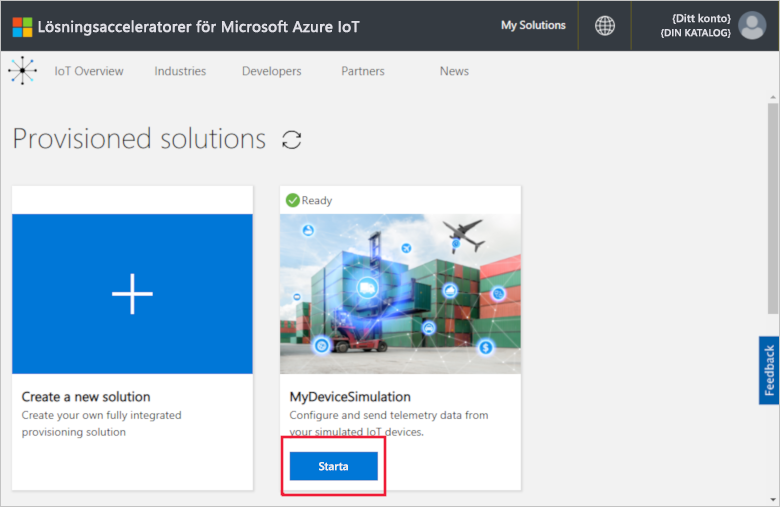 Lösningsacceleratorer för Microsoft Azure IoT
My Solutions
{Ditt konto}
{DIN KATALOG}
IoT Overview
Industries
Developers
Partners
News
Provisioned solutions
Ready
Create a new solution
Create your own fully integrated
provisioning solution
MyDeviceSimulation
Configure and send telemetry data from
your simulated IoT devices.
Starta
Feedback